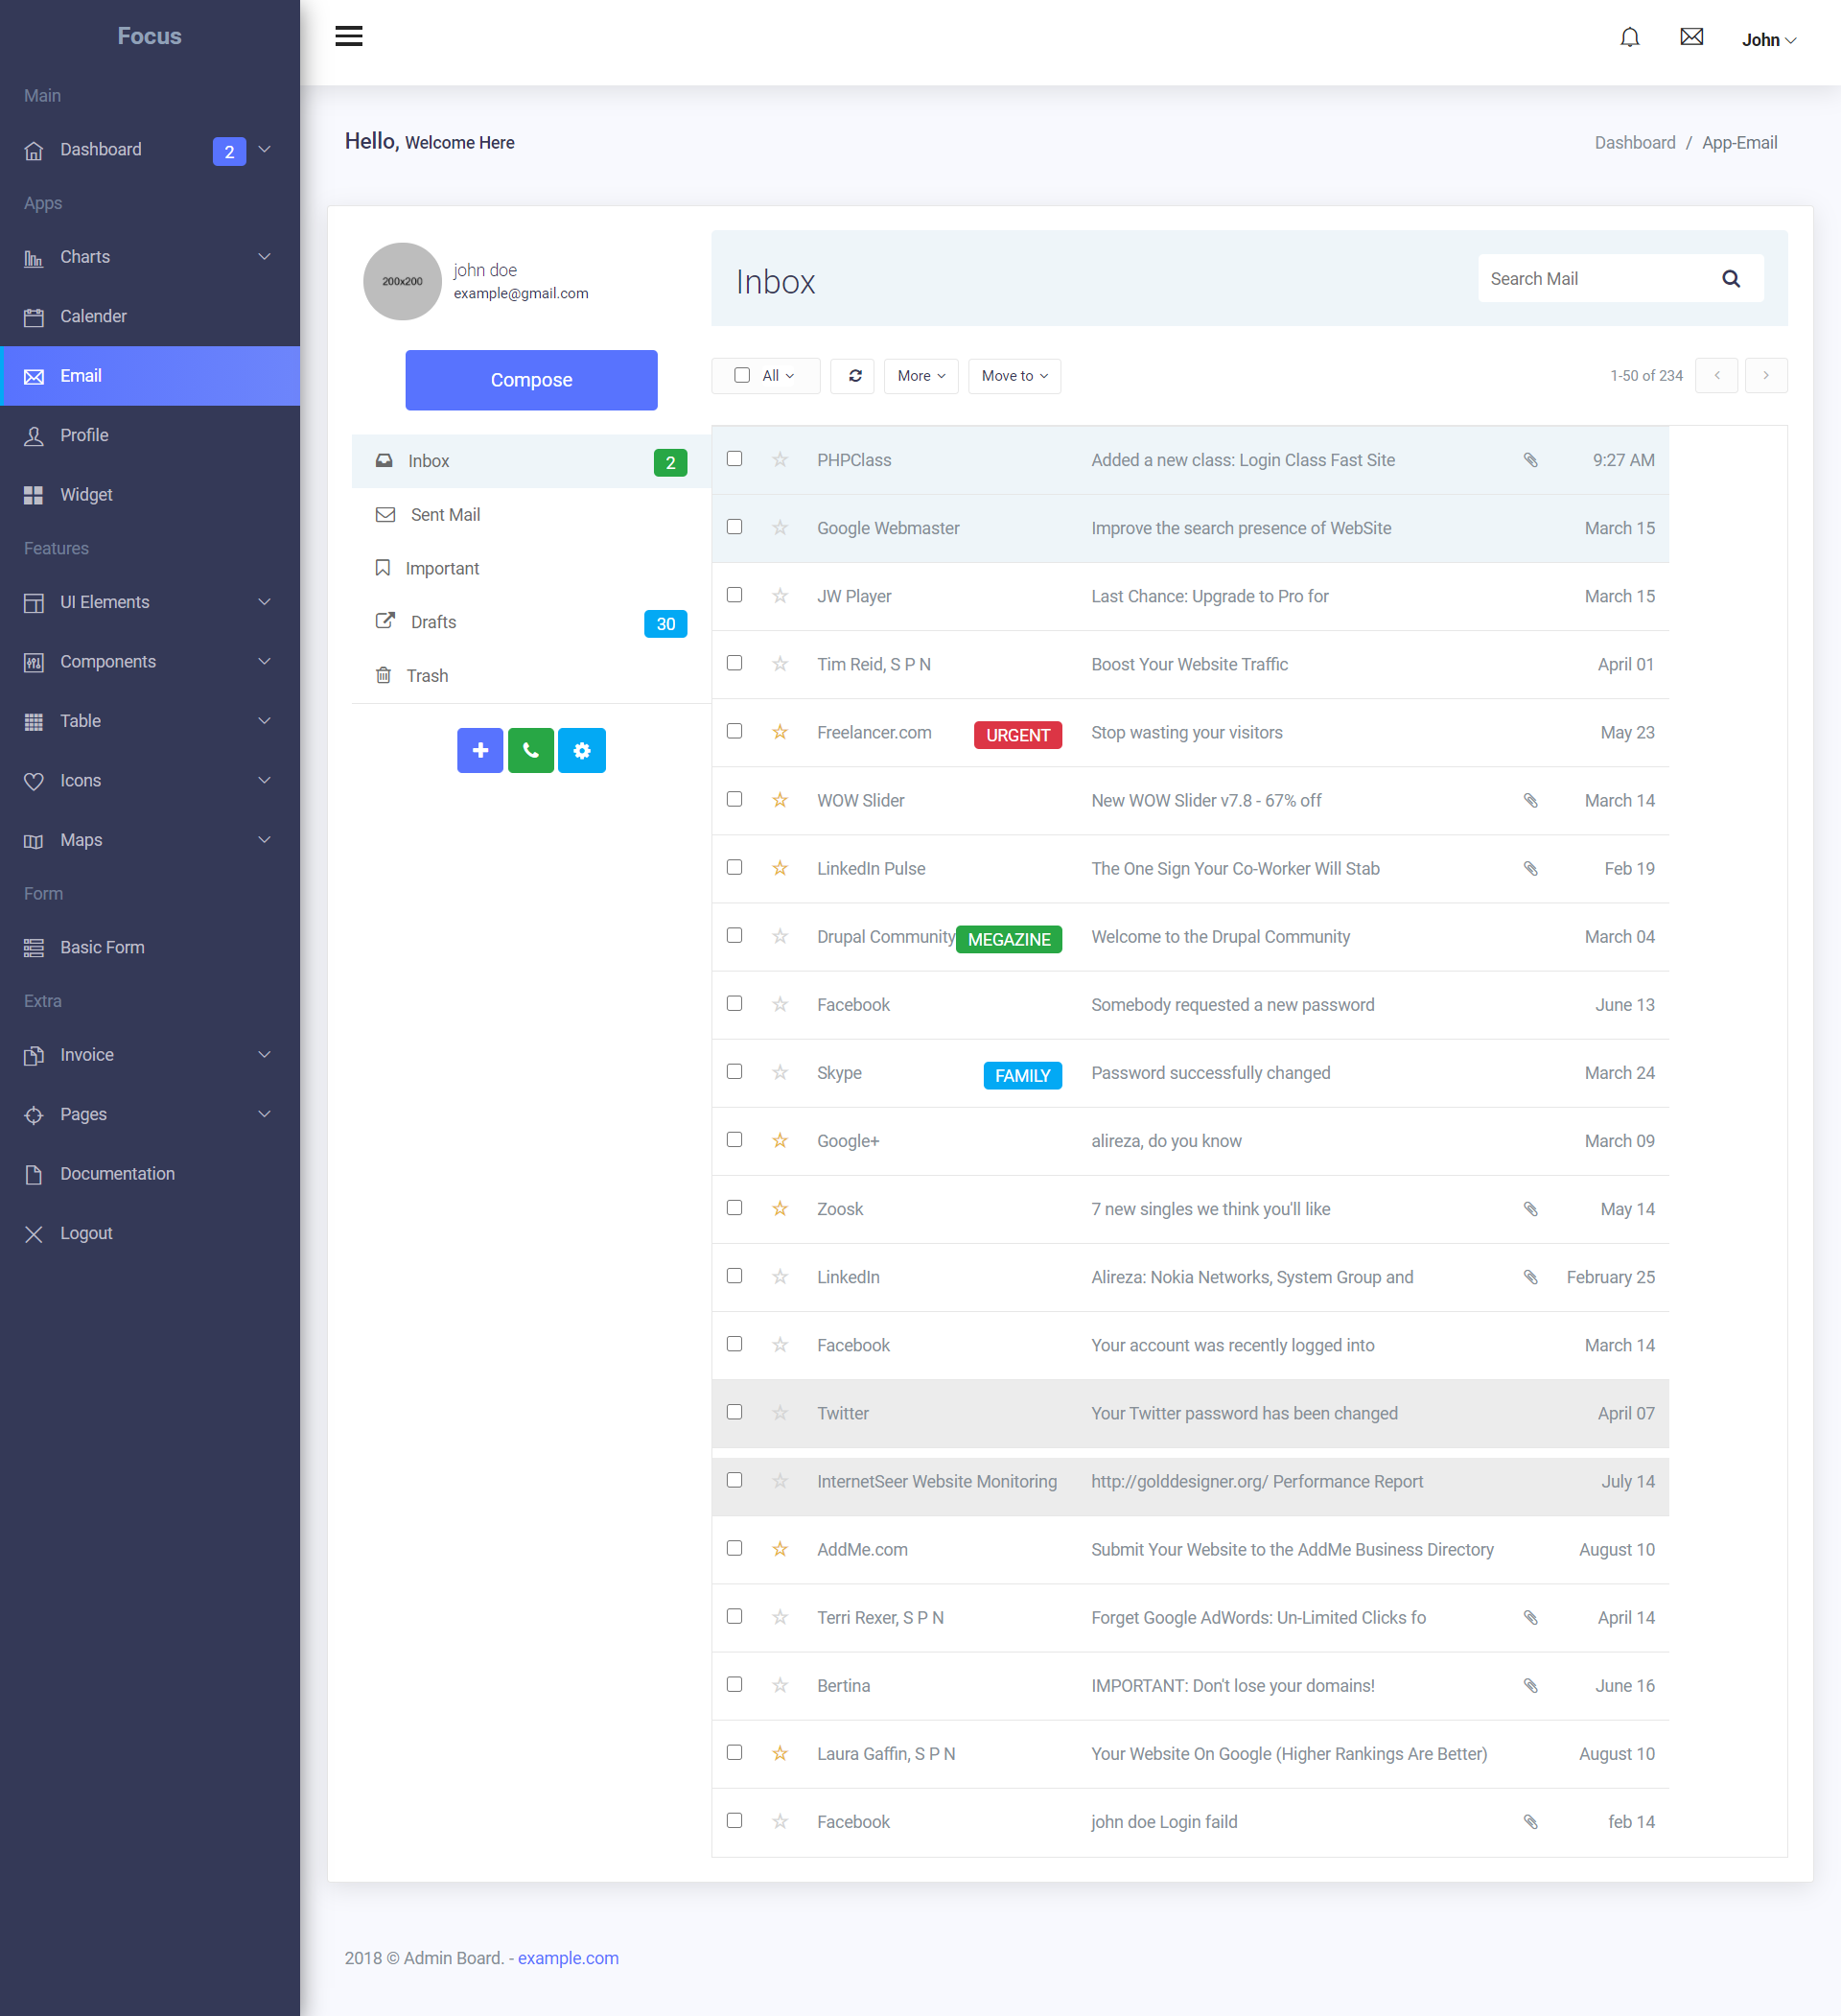 Focus
Main
Dashboard 2
Apps
Charts
Calender
Email
Profile
Widget
Features
UI Elements
Components
Table
Icons
Maps
Form
Basic Form
Extra
Invoice
Pages
Documentation
Logout
John
Hello, Welcome Here
Dashboard / App-Email
200x200
john doe
example@gmail.com
Compose
Inbox 2
Sent Mail
Important
Drafts 30
Trash
Inbox
Search Mail
All More Move to 1-50 of 234
PHPClass Added a new class: Login Class Fast Site 9:27 AM
Google Webmaster Improve the search presence of WebSite March 15
JW Player Last Chance: Upgrade to Pro for March 15
Tim Reid, S P N Boost Your Website Traffic April 01
Freelancer.com URGENT Stop wasting your visitors May 23
WOW Slider New WOW Slider v7.8 - 67% off March 14
LinkedIn Pulse The One Sign Your Co-Worker Will Stab Feb 19
Drupal Community MEGAZINE Welcome to the Drupal Community March 04
Facebook Somebody requested a new password June 13
Skype FAMILY Password successfully changed March 24
Google+ alireza, do you know March 09
Zoosk 7 new singles we think you'll like May 14
LinkedIn Alireza: Nokia Networks, System Group and February 25
Facebook Your account was recently logged into March 14
Twitter Your Twitter password has been changed April 07
InternetSeer Website Monitoring http://golddesigner.org/ Performance Report July 14
AddMe.com Submit Your Website to the AddMe Business Directory August 10
Terri Rexer, S P N Forget Google AdWords: Un-Limited Clicks fo April 14
Bertina IMPORTANT: Don't lose your domains! June 16
Laura Gaffin, S P N Your Website On Google (Higher Rankings Are Better) August 10
Facebook john doe Login faild feb 14
2018 © Admin Board. - example.com